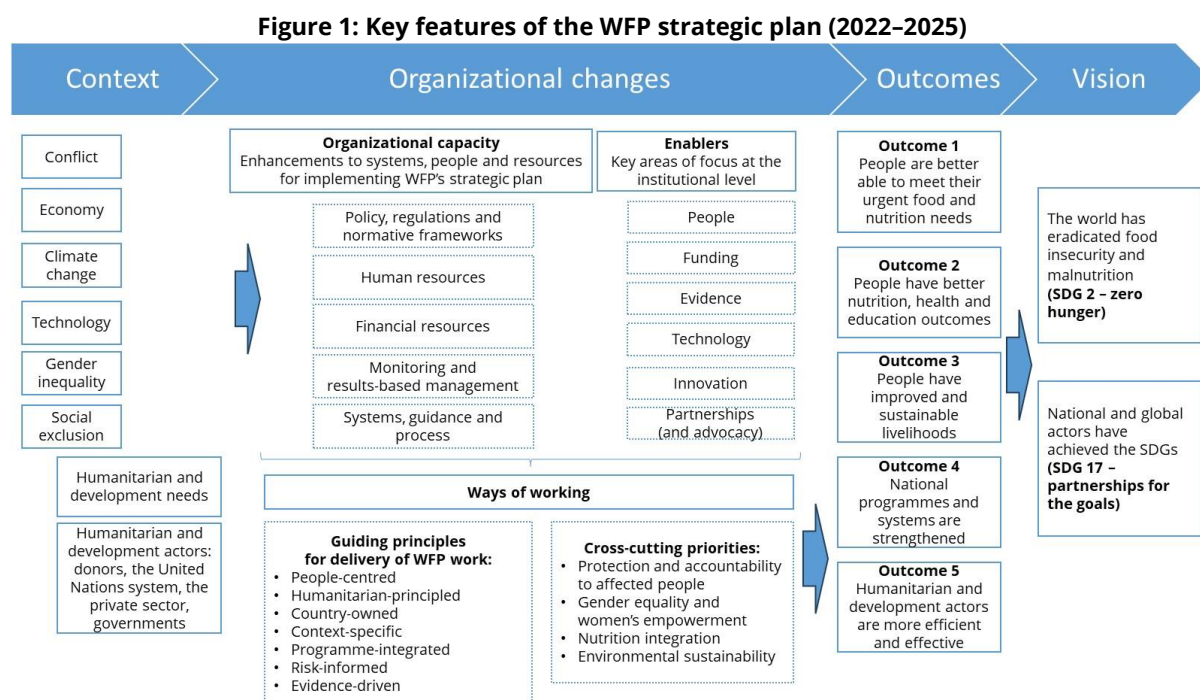 Figure 1: Key features of the WFP strategic plan (2022–2025)
Context
Organizational changes
Outcomes
Vision
Conflict
Economy
Climate
change
Technology
Gender
inequality
Social
exclusion
Humanitarian and
development needs
Humanitarian and
development actors:
donors, the United
Nations system, the
private sector,
governments
Organizational capacity
Enhancements to systems, people and resources
for implementing WFP's strategic plan
Policy, regulations and
normative frameworks
Human resources
Financial resources
Monitoring and
results-based management
Systems, guidance and
process
Enablers
Key areas of focus at the
institutional level
People
Funding
Evidence
Technology
Innovation
Partnerships
(and advocacy)
Ways of working
Guiding principles
for delivery of WFP work:
• People-centred
• Humanitarian-principled
• Country-owned
• Context-specific
• Programme-integrated
• Risk-informed
• Evidence-driven
Cross-cutting priorities:
• Protection and accountability
to affected people
• Gender equality and
women's empowerment
• Nutrition integration
• Environmental sustainability
Outcome 1
People are better
able to meet their
urgent food and
nutrition needs
Outcome 2
People have better
nutrition, health and
education outcomes
Outcome 3
People have
improved and
sustainable
livelihoods
Outcome 4
National
programmes and
systems are
strengthened
Outcome 5
Humanitarian and
development actors
are more efficient
and effective
The world has
eradicated food
insecurity and
malnutrition
(SDG 2 – zero
hunger)
National and global
actors have
achieved the SDGs
(SDG 17 –
partnerships for
the goals)